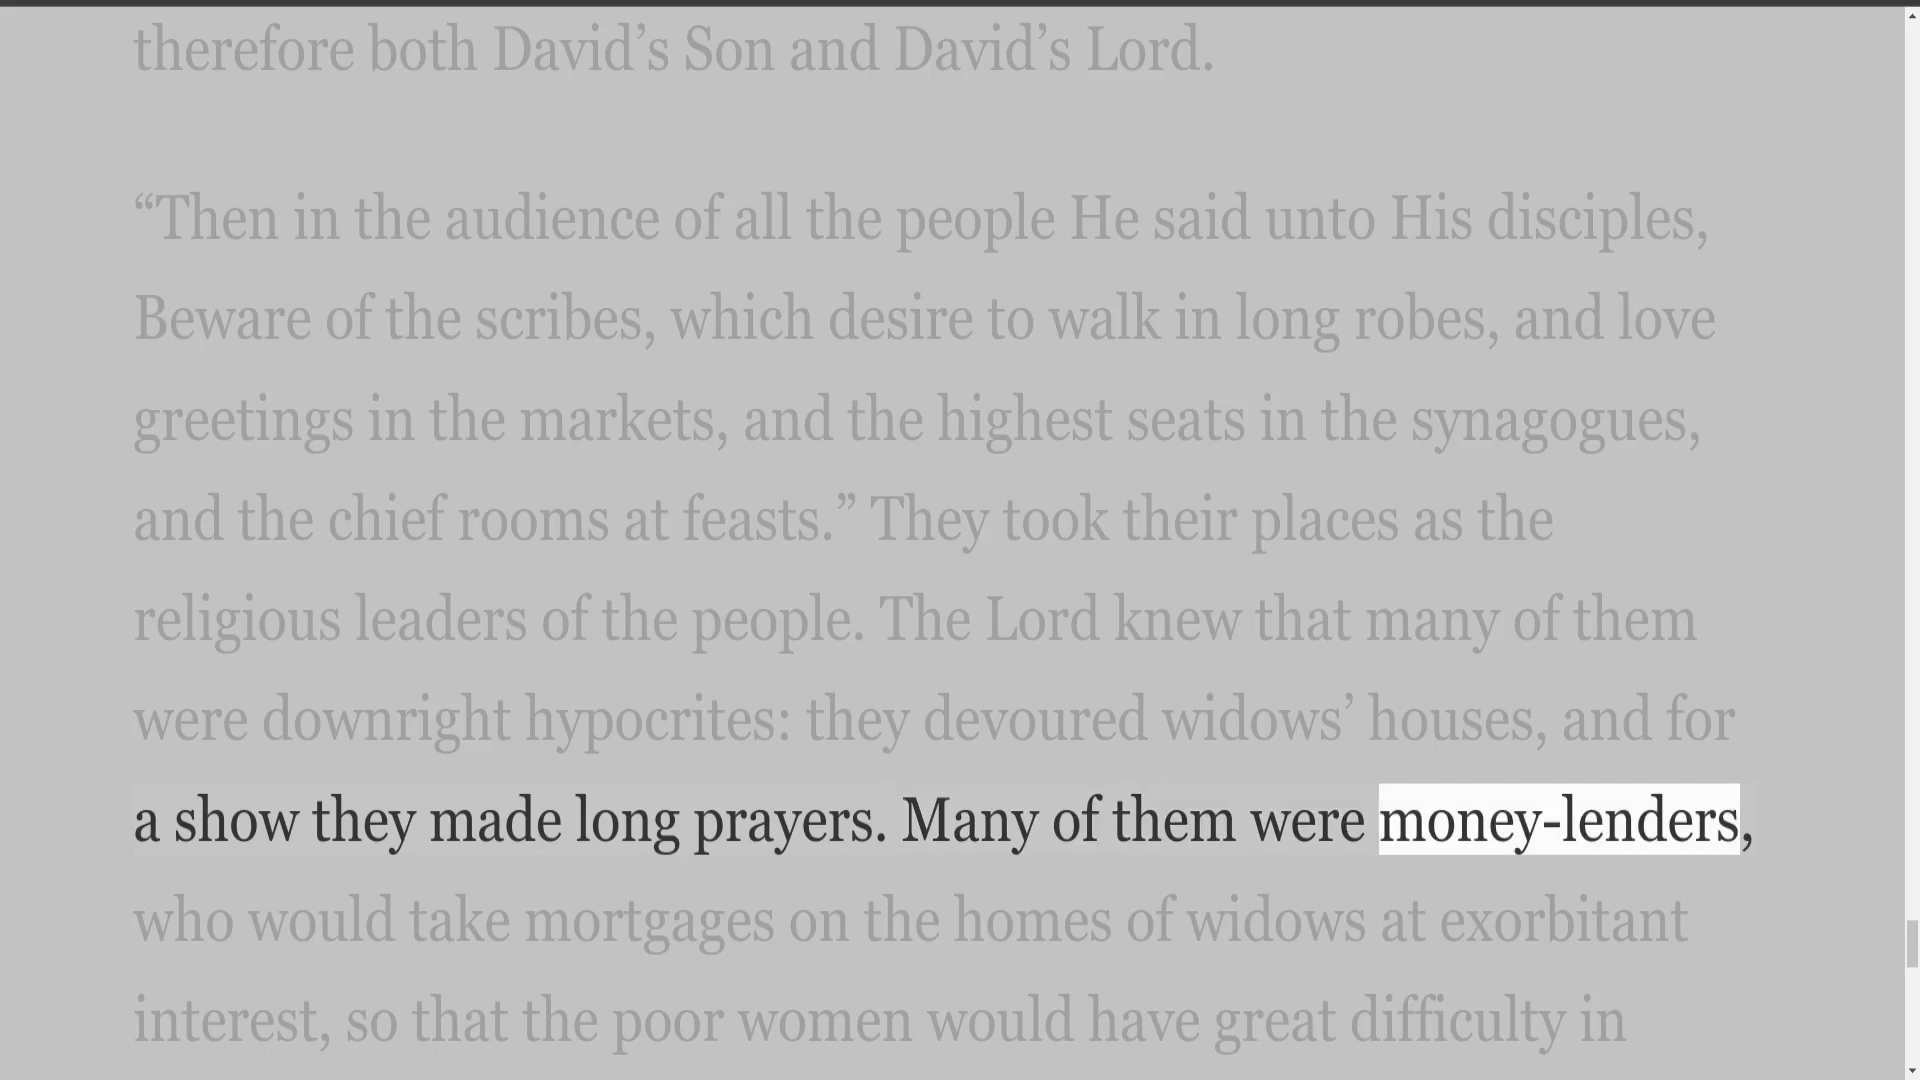 therefore both David’s Son and David’s Lord.
“Then in the audience of all the people He said unto His disciples,
Beware of the scribes, which desire to walk in long robes, and love
greetings in the markets, and the highest seats in the synagogues,
and the chief rooms at feasts.” They took their places as the
religious leaders of the people. The Lord knew that many of them
were downright hypocrites: they devoured widows’ houses, and for
a show they made long prayers. Many of them were money-lenders,
who would take mortgages on the homes of widows at exorbitant
interest, so that the poor women would have great difficulty in